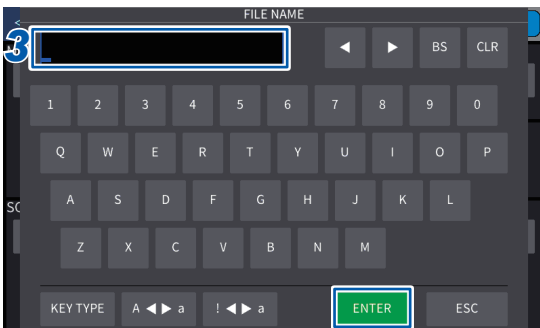 FILE NAME
<
3
◀ ▶ BS CLR
1 2 3 4 5 6 7 8 9 0
Q W E R T Y U I O P
A S D F G H J K L
SC
Z X C V B N M
KEY TYPE A ◀▶ a ! ◀▶ a ENTER ESC